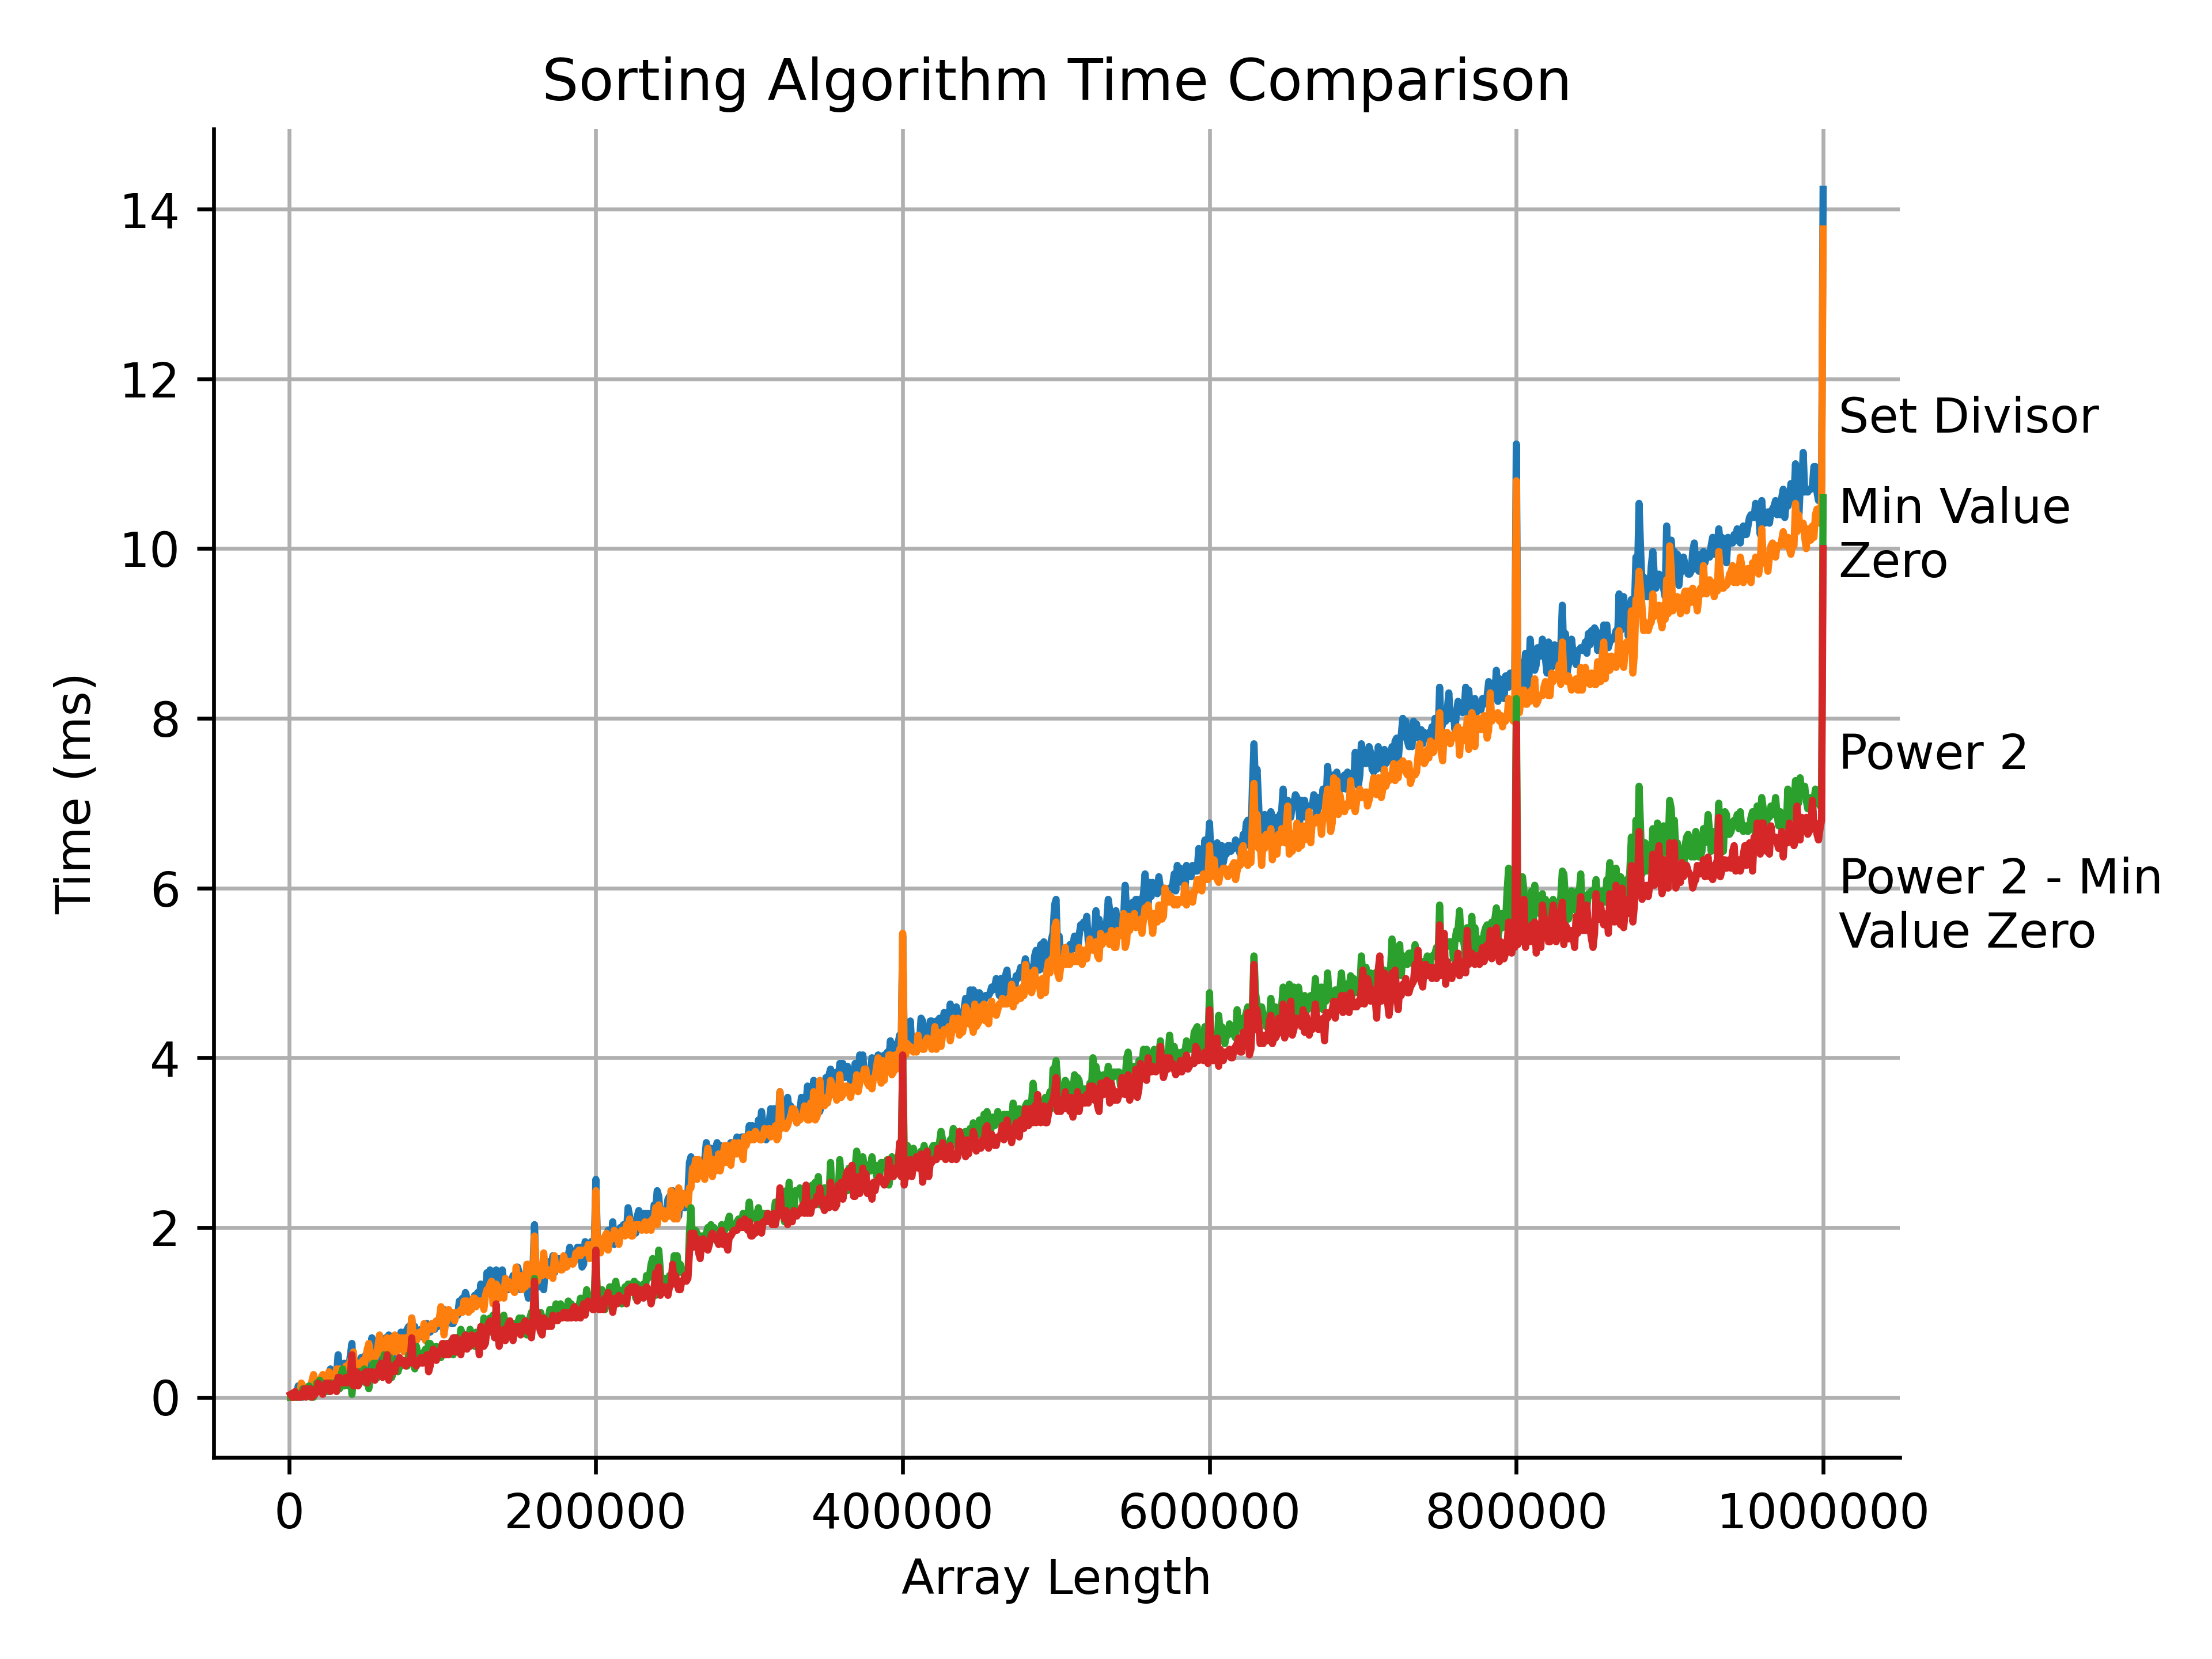 Sorting Algorithm Time Comparison
14
12
10
8
6
4
2
0
Time (ms)
Set Divisor
Min Value
Zero
Power 2
Power 2 - Min
Value Zero
0 200000 400000 600000 800000 1000000
Array Length